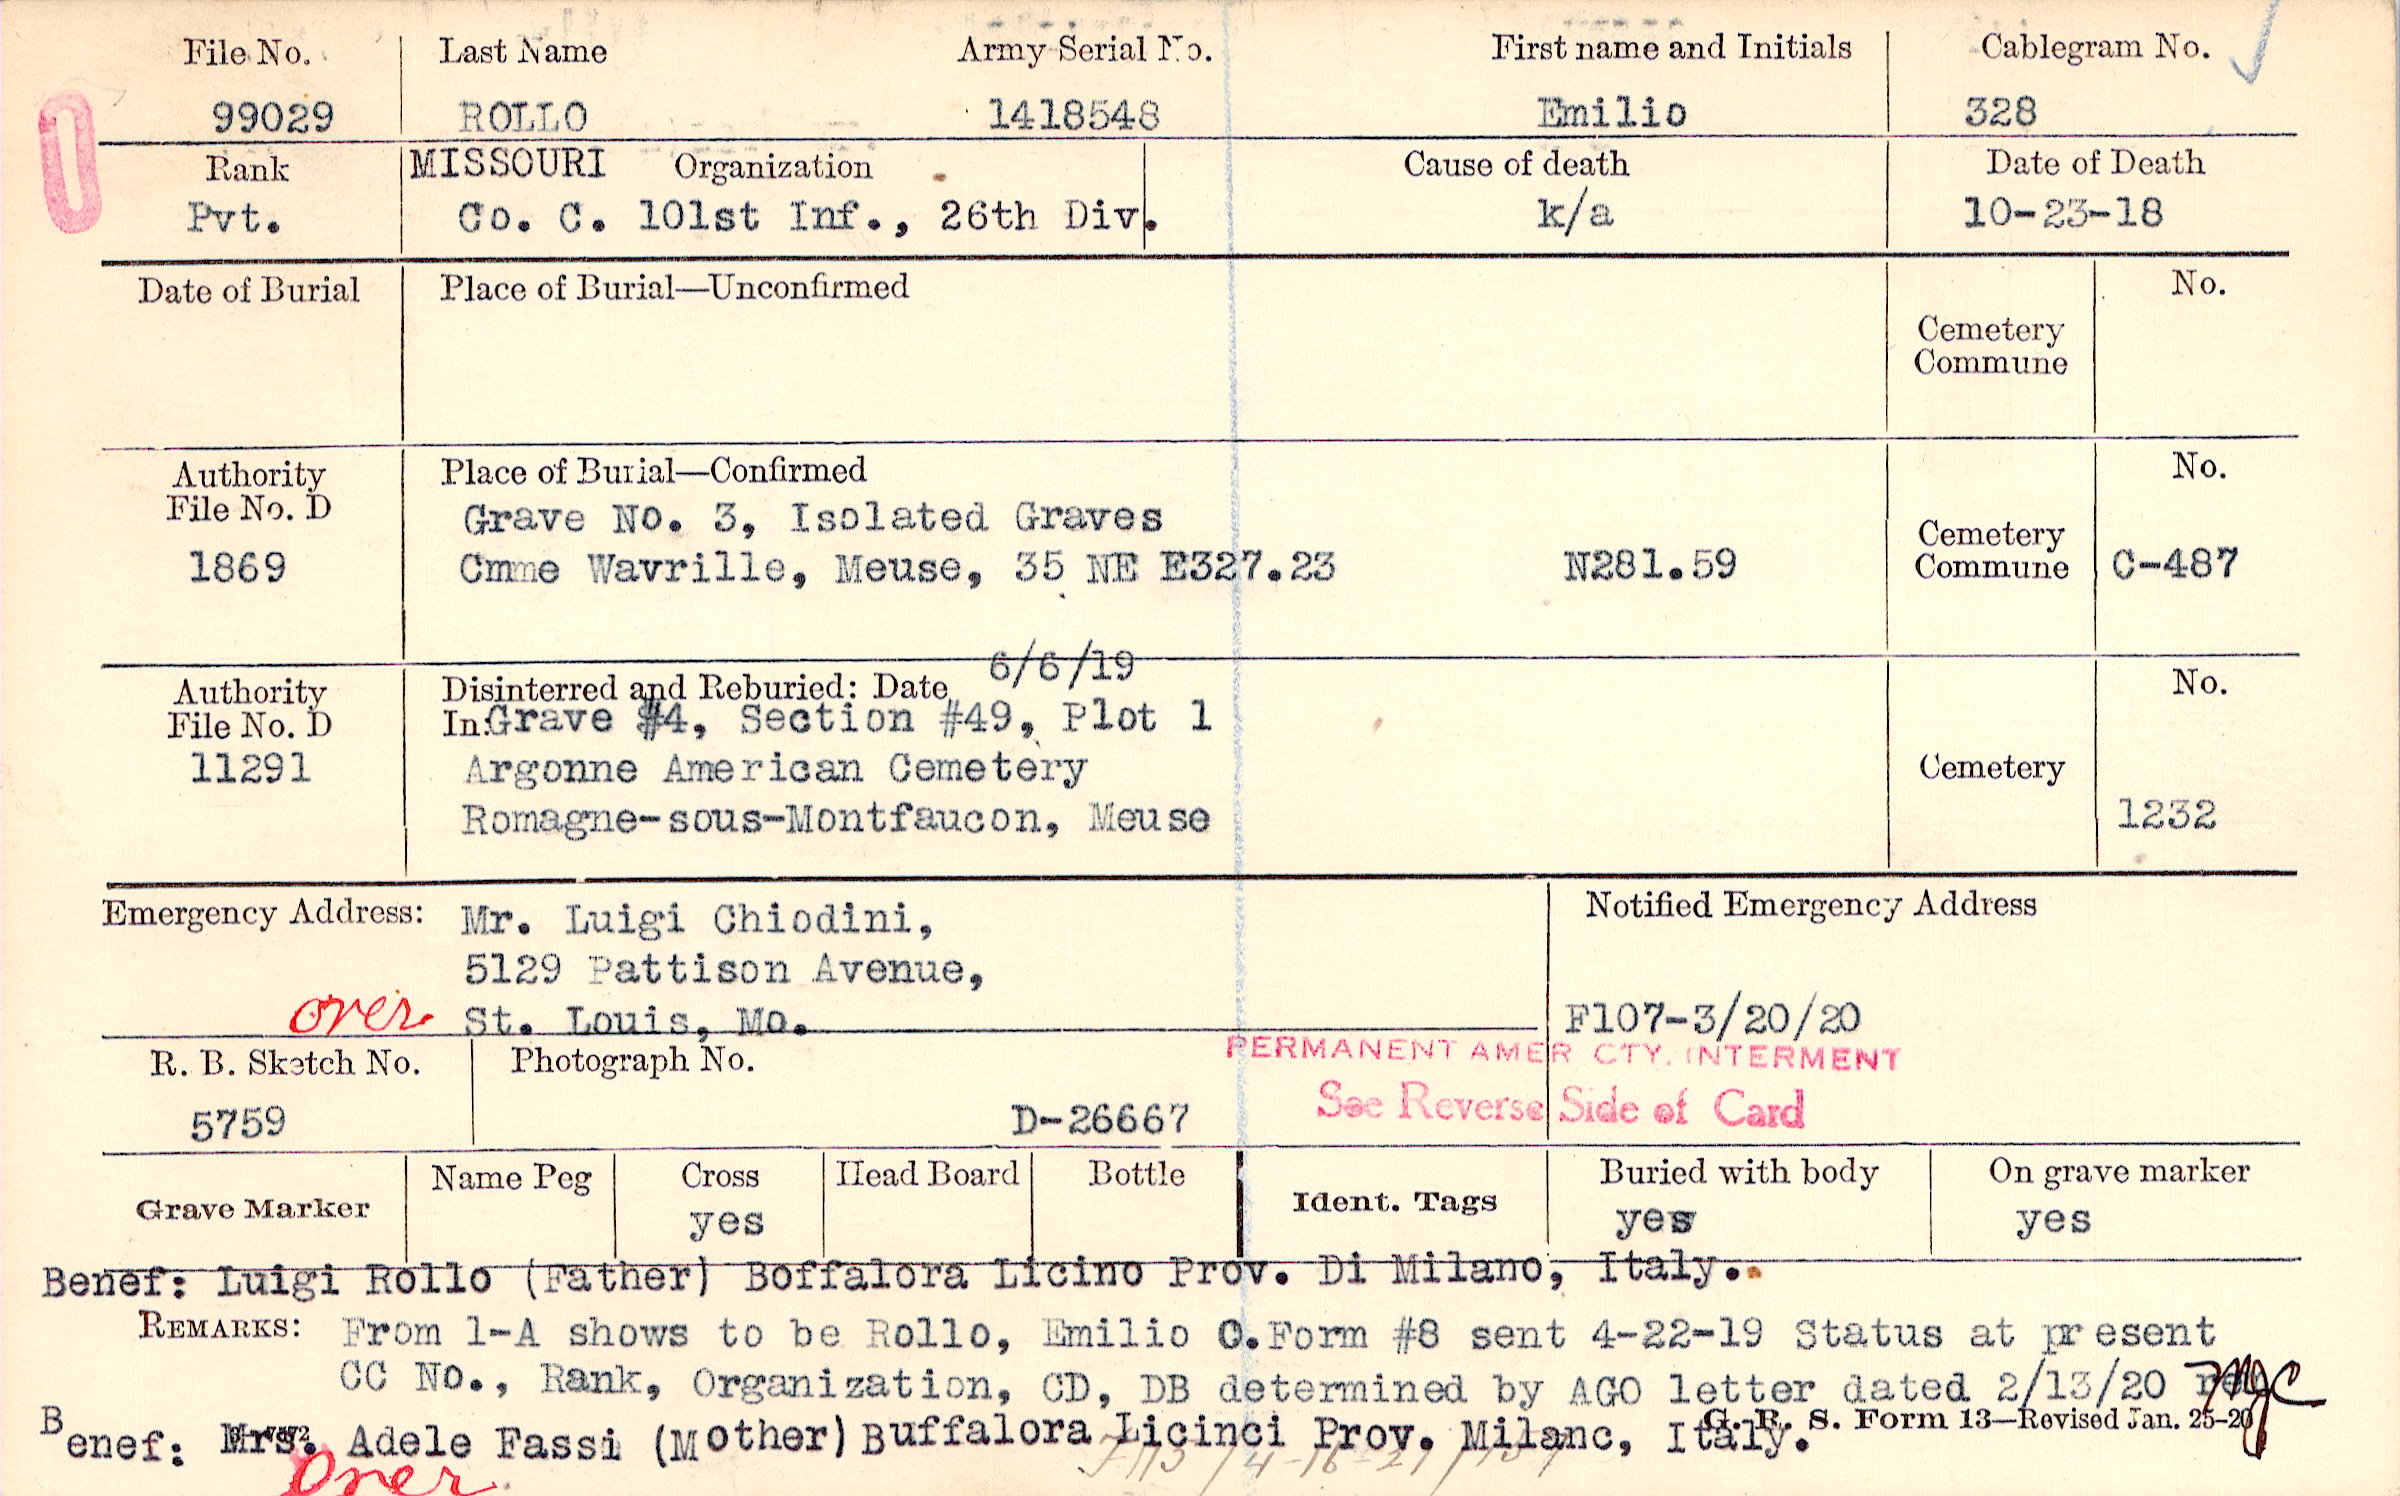 File No. Last Name Army Serial No. First name and Initials Cablegram No.
99029 ROLLO 1418548 Emilio 328
Rank MISSOURI Organization Cause of death Date of Death
Pvt. Co. C. 101st Inf., 26th Div. k/a 10-23-18
Date of Burial Place of Burial—Unconfirmed No.
Cemetery
Commune
Authority Place of Burial—Confirmed No.
File No. D Grave No. 3, Isolated Graves
1869 Cmme Wavrille, Meuse, 35 NE E327.23 N281.59 Cemetery Commune C-487
6/6/19
Authority Disinterred and Reburied: Date No.
File No. D In: Grave #4, Section #49, Plot 1
11291 Argonne American Cemetery Cemetery
Romagne-sous-Montfaucon, Meuse 1232
Emergency Address: Mr. Luigi Chiodini, Notified Emergency Address
5129 Pattison Avenue,
over St. Louis, Mo. F107-3/20/20
PERMANENT AMER CTY. INTERMENT
R. B. Sketch No. Photograph No.
See Reverse Side of Card
5759 D-26667
Grave Marker Name Peg Cross Head Board Bottle Ident. Tags Buried with body On grave marker
yes yes yes
Benef: Luigi Rollo (Father) Boffalora Licino Prov. Di Milano, Italy.
REMARKS: From 1-A shows to be Rollo, Emilio C. Form #8 sent 4-22-19 Status at present
CC No., Rank, Organization, CD, DB determined by AGO letter dated 2/13/20
G. R. S. Form 13—Revised Jan. 25-20
Benef: Mrs. Adele Fassi (Mother) Buffalora Licinci Prov. Milanc, Italy.
Over